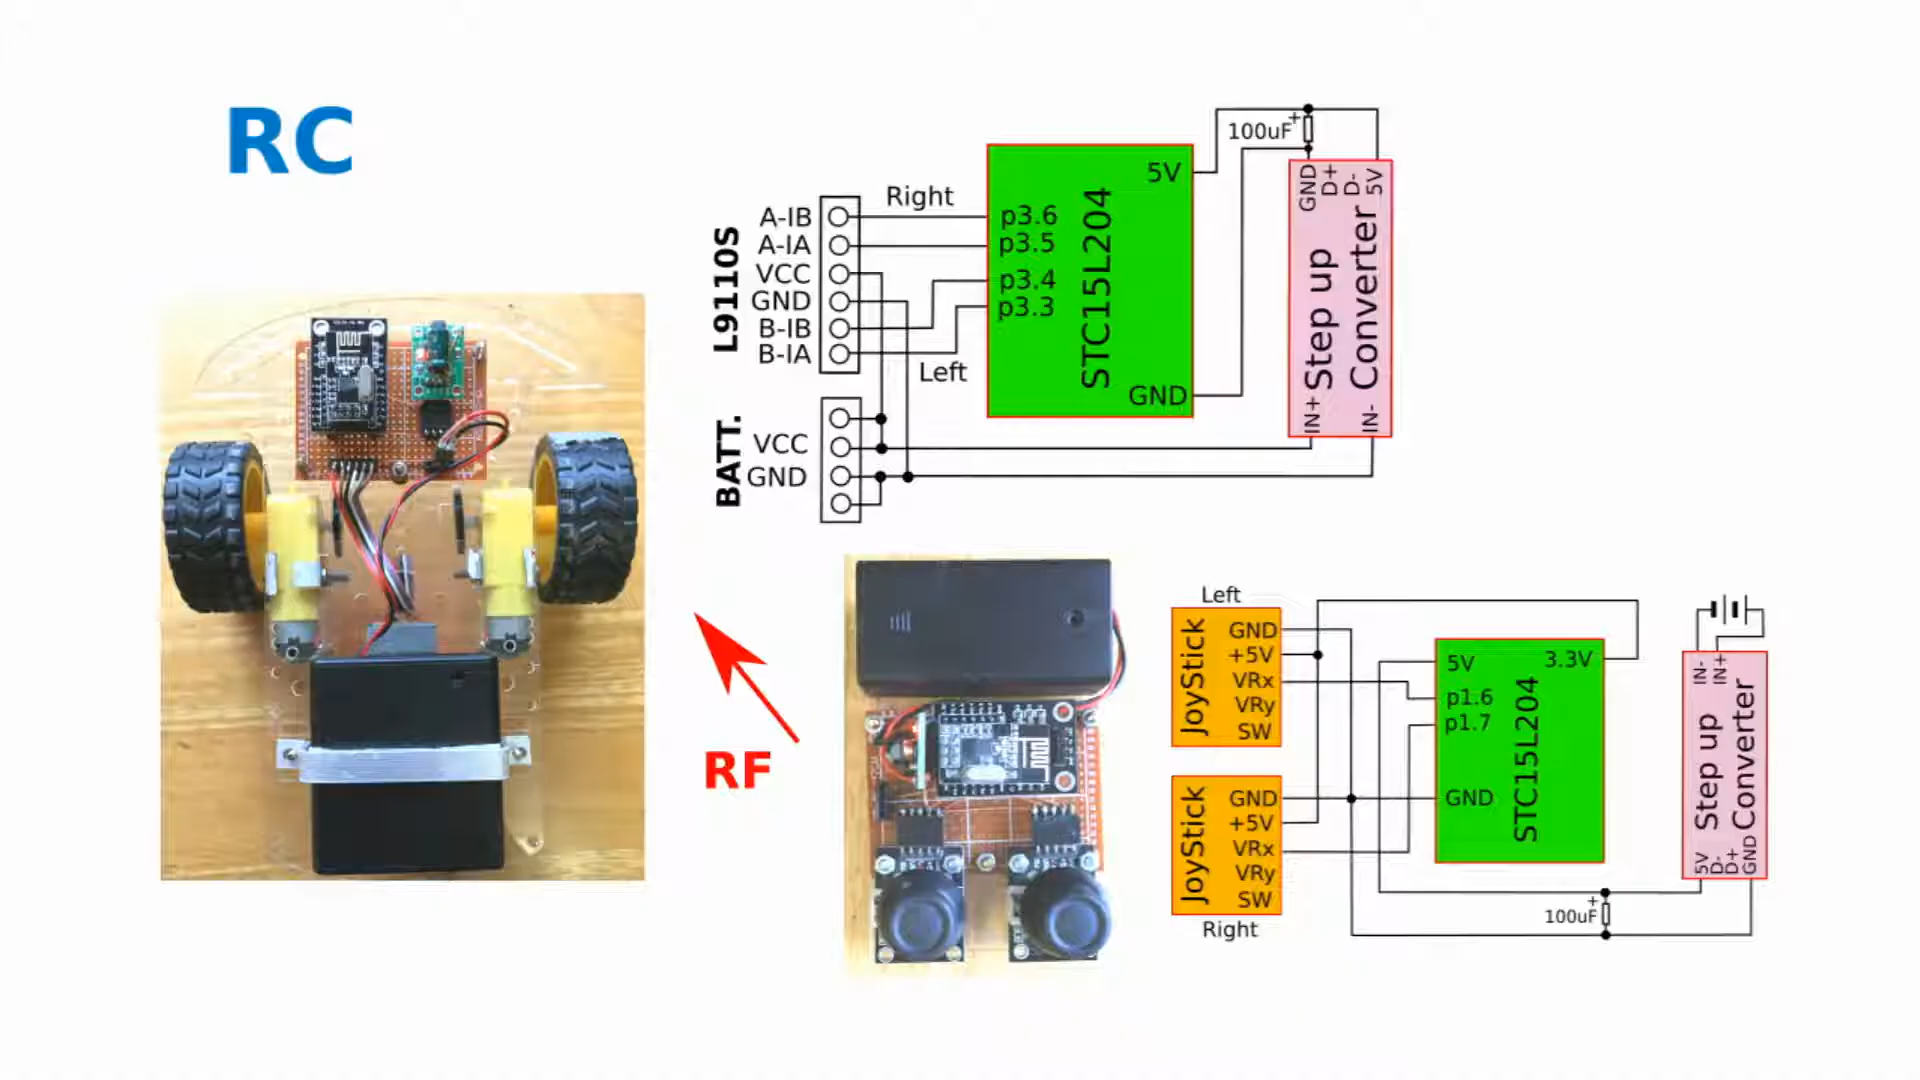 RC
RF
L9110S
A-IB
A-IA
VCC
GND
B-IB
B-IA
Right
Left
BATT.
VCC
GND
5V
p3.6
p3.5
p3.4
p3.3
GND
STC15L204
100uF
+
GND
D+
D-
5V
Step up
Converter
IN+
IN-
Left
JoyStick
GND
+5V
VRx
VRy
SW
JoyStick
GND
+5V
VRx
VRy
SW
Right
5V
3.3V
p1.6
p1.7
GND
STC15L204
IN-
IN+
Step up
Converter
5V
D-
D+
GND
+
100uF